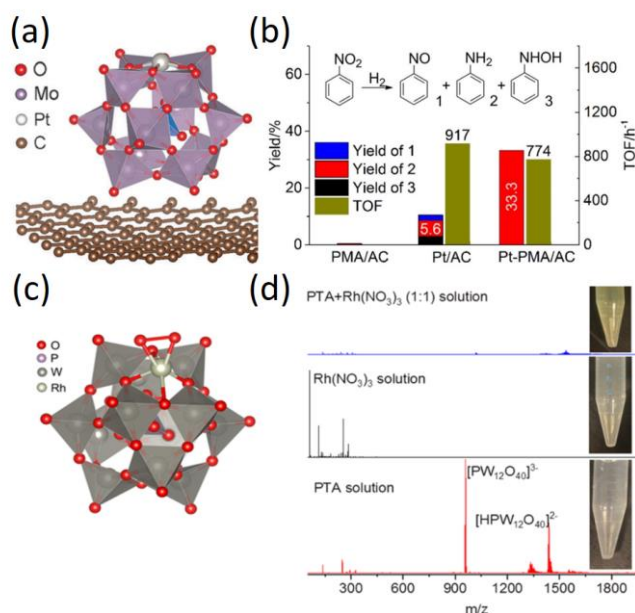 (a)
O
Mo
Pt
C
(b)
Yield/%
60
40
20
0
NO₂
H₂
NO
1
+
NH₂
2
+
NHOH
3
Yield of 1
Yield of 2
Yield of 3
TOF
917
774
5.6
33.3
PMA/AC
Pt/AC
Pt-PMA/AC
1600
1200
800
400
0
TOF/h⁻¹
(c)
O
P
W
Rh
(d)
PTA+Rh(NO₃)₃ (1:1) solution
Rh(NO₃)₃ solution
PTA solution
[PW₁₂O₄₀]³⁻
[HPW₁₂O₄₀]²⁻
300 600 900 1200 1500 1800
m/z